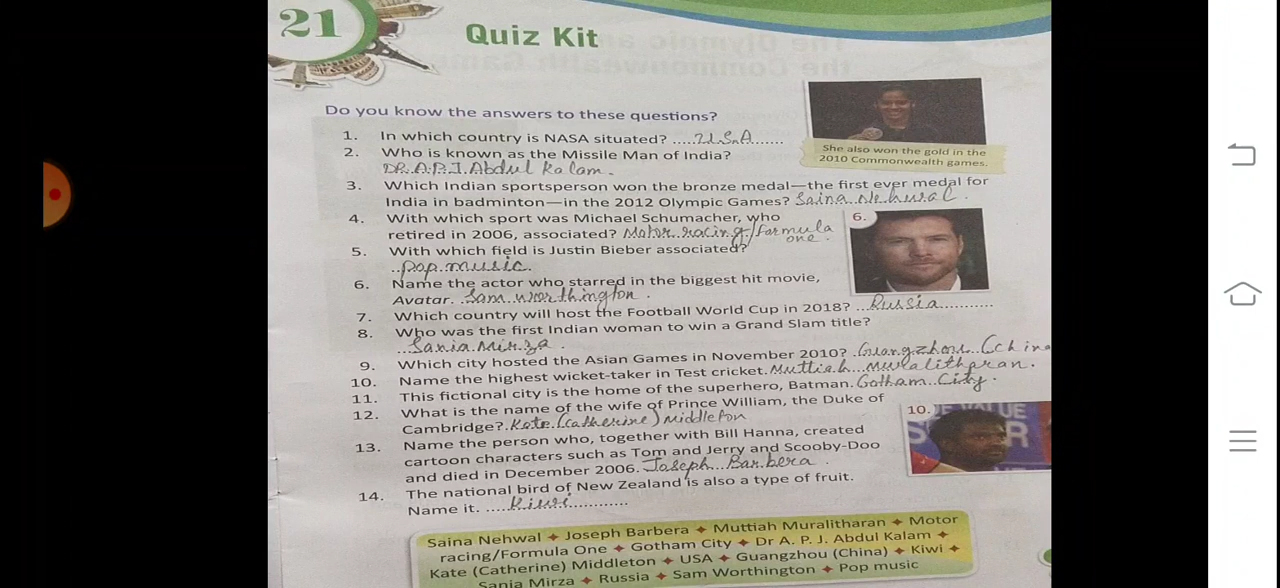 21
Quiz Kit
Do you know the answers to these questions?
1. In which country is NASA situated? .....U.S.A.......
2. Who is known as the Missile Man of India?
DR.A.P.J.Abdul Kalam.
She also won the gold in the
2010 Commonwealth games.
3. Which Indian sportsperson won the bronze medal—the first ever medal for
India in badminton—in the 2012 Olympic Games? Saina Nehwal.
4. With which sport was Michael Schumacher, who
retired in 2006, associated? Motor racing/formula
one.
6.
5. With which field is Justin Bieber associated?
..pop.music.
6. Name the actor who starred in the biggest hit movie,
Avatar. .Sam worthington.
7. Which country will host the Football World Cup in 2018? ...Russia............
8. Who was the first Indian woman to win a Grand Slam title?
...Sania Mirza.
9. Which city hosted the Asian Games in November 2010? .Guangzhou..(china
10. Name the highest wicket-taker in Test cricket. Muttiah...muralitharan.
11. This fictional city is the home of the superhero, Batman. Gotham..City.
12. What is the name of the wife of Prince William, the Duke of
Cambridge?.Kate.(catherine) middleton
10.
13. Name the person who, together with Bill Hanna, created
cartoon characters such as Tom and Jerry and Scooby-Doo
and died in December 2006. Joseph...Barbera.
14. The national bird of New Zealand is also a type of fruit.
Name it. .....kiwi............
Saina Nehwal ✦ Joseph Barbera ✦ Muttiah Muralitharan ✦ Motor
racing/Formula One ✦ Gotham City ✦ Dr A. P. J. Abdul Kalam ✦
Kate (Catherine) Middleton ✦ USA ✦ Guangzhou (China) ✦ Kiwi ✦
Sania Mirza ✦ Russia ✦ Sam Worthington ✦ Pop music